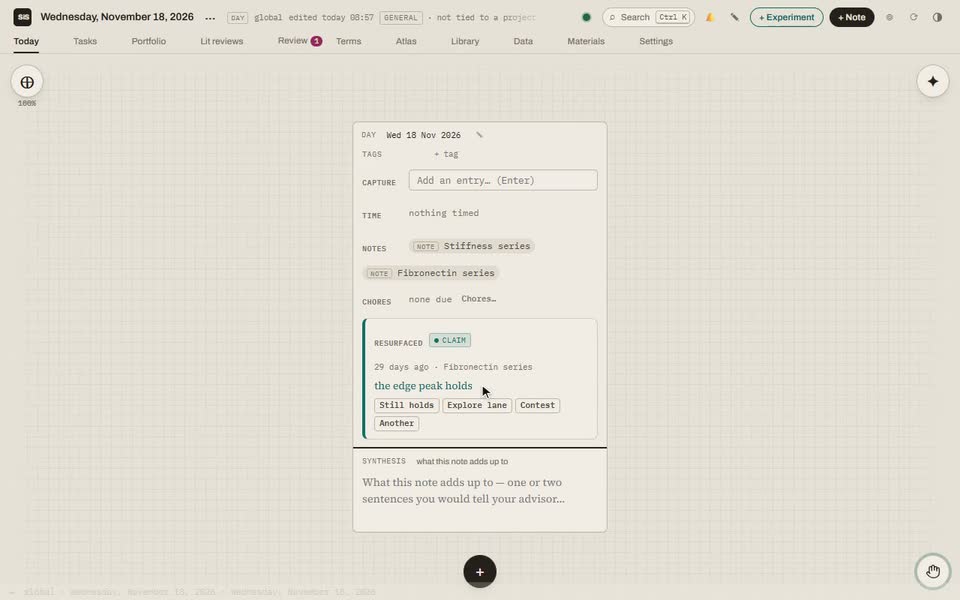 SIS Wednesday, November 18, 2026 ... DAY global edited today 08:57 GENERAL · not tied to a project Search Ctrl K + Experiment + Note
Today Tasks Portfolio Lit reviews Review 1 Terms Atlas Library Data Materials Settings
100%
DAY Wed 18 Nov 2026
TAGS + tag
CAPTURE Add an entry… (Enter)
TIME nothing timed
NOTES NOTE Stiffness series
NOTE Fibronectin series
CHORES none due Chores…
RESURFACED CLAIM
29 days ago · Fibronectin series
the edge peak holds
Still holds Explore lane Contest
Another
SYNTHESIS what this note adds up to
What this note adds up to — one or two
sentences you would tell your advisor…
+
global · Wednesday, November 18, 2026 · Wednesday, November 18, 2026